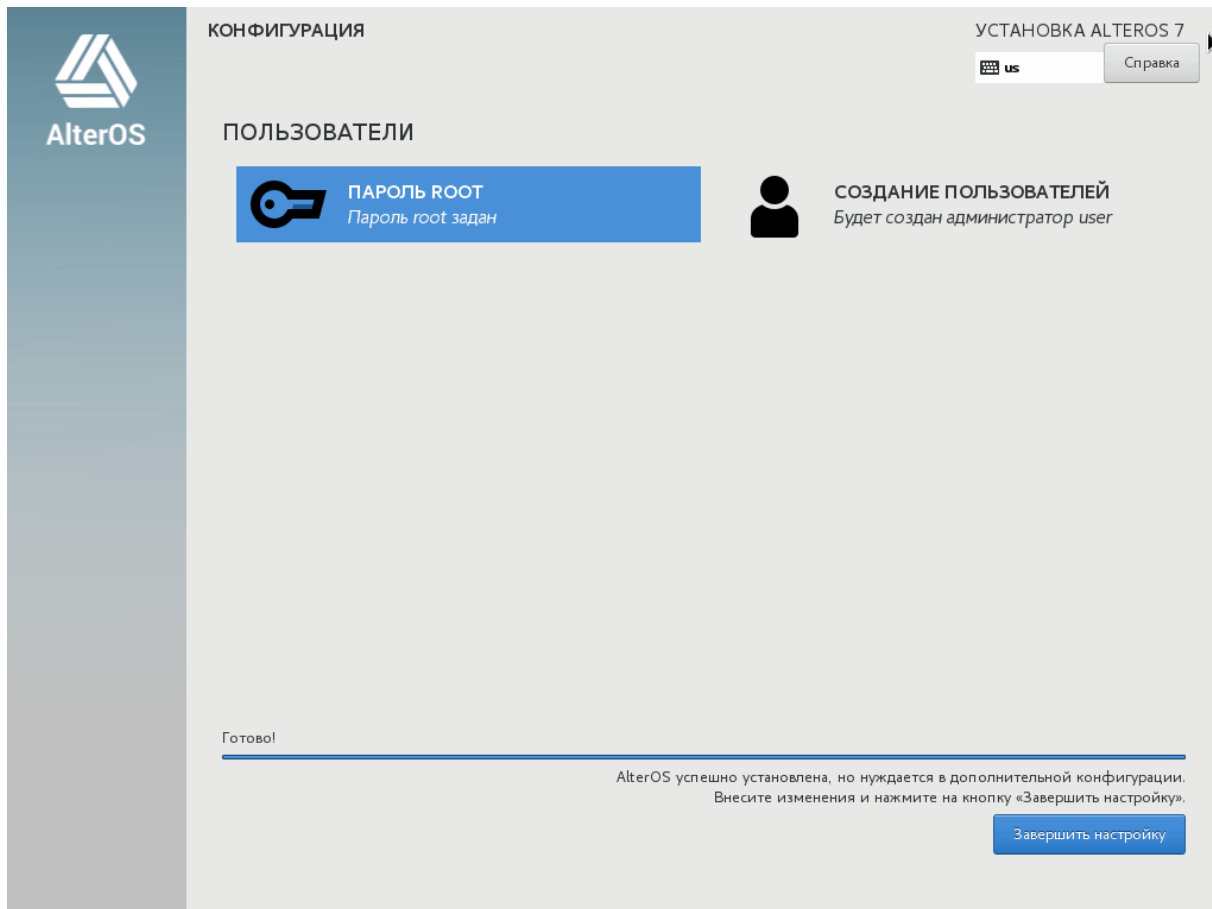 AlterOS
КОНФИГУРАЦИЯ
УСТАНОВКА ALTEROS 7
us
Справка
ПОЛЬЗОВАТЕЛИ
ПАРОЛЬ ROOT
Пароль root задан
СОЗДАНИЕ ПОЛЬЗОВАТЕЛЕЙ
Будет создан администратор user
Готово!
AlterOS успешно установлена, но нуждается в дополнительной конфигурации.
Внесите изменения и нажмите на кнопку «Завершить настройку».
Завершить настройку